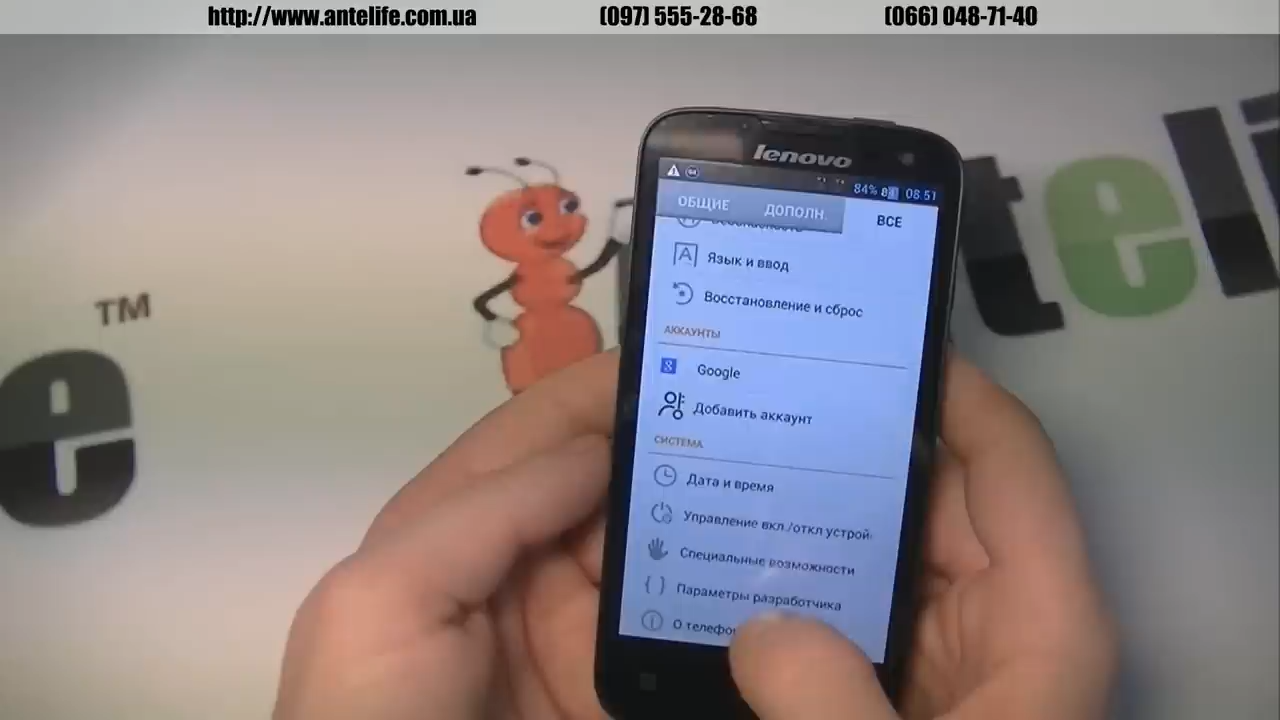 http://www.antelife.com.ua (097) 555-28-68 (066) 048-71-40
lenovo
84% 08:51
ОБЩИЕ ДОПОЛН. ВСЕ
Язык и ввод
Восстановление и сброс
АККАУНТЫ
Google
Добавить аккаунт
СИСТЕМА
Дата и время
Управление вкл./откл устрой
Специальные возможности
Параметры разработчика
О телефо
TM
e
teli